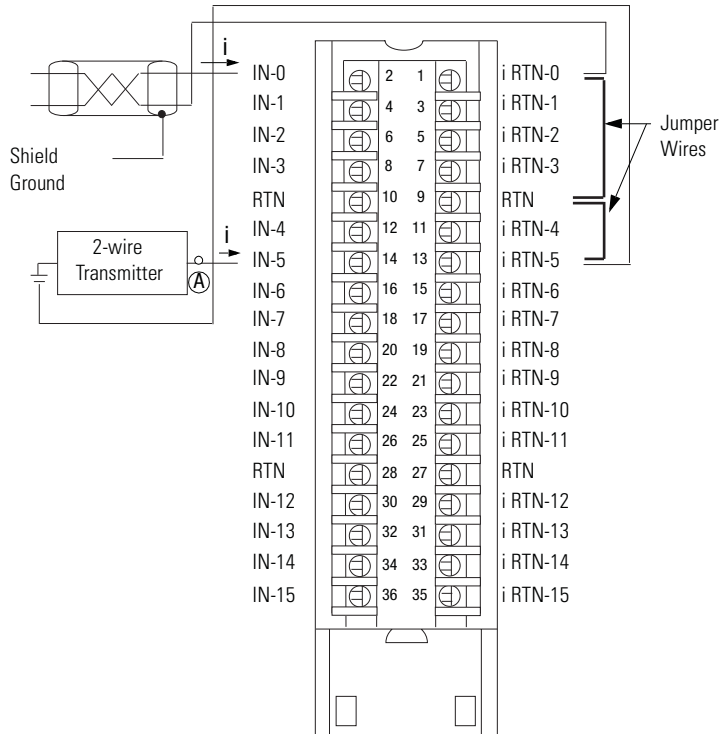 i
IN-0 2 1 i RTN-0
IN-1 4 3 i RTN-1
IN-2 6 5 i RTN-2
IN-3 8 7 i RTN-3
RTN 10 9 RTN
IN-4 12 11 i RTN-4
IN-5 14 13 i RTN-5
IN-6 16 15 i RTN-6
IN-7 18 17 i RTN-7
IN-8 20 19 i RTN-8
IN-9 22 21 i RTN-9
IN-10 24 23 i RTN-10
IN-11 26 25 i RTN-11
RTN 28 27 RTN
IN-12 30 29 i RTN-12
IN-13 32 31 i RTN-13
IN-14 34 33 i RTN-14
IN-15 36 35 i RTN-15
Shield
Ground
2-wire
Transmitter
i
A
Jumper
Wires